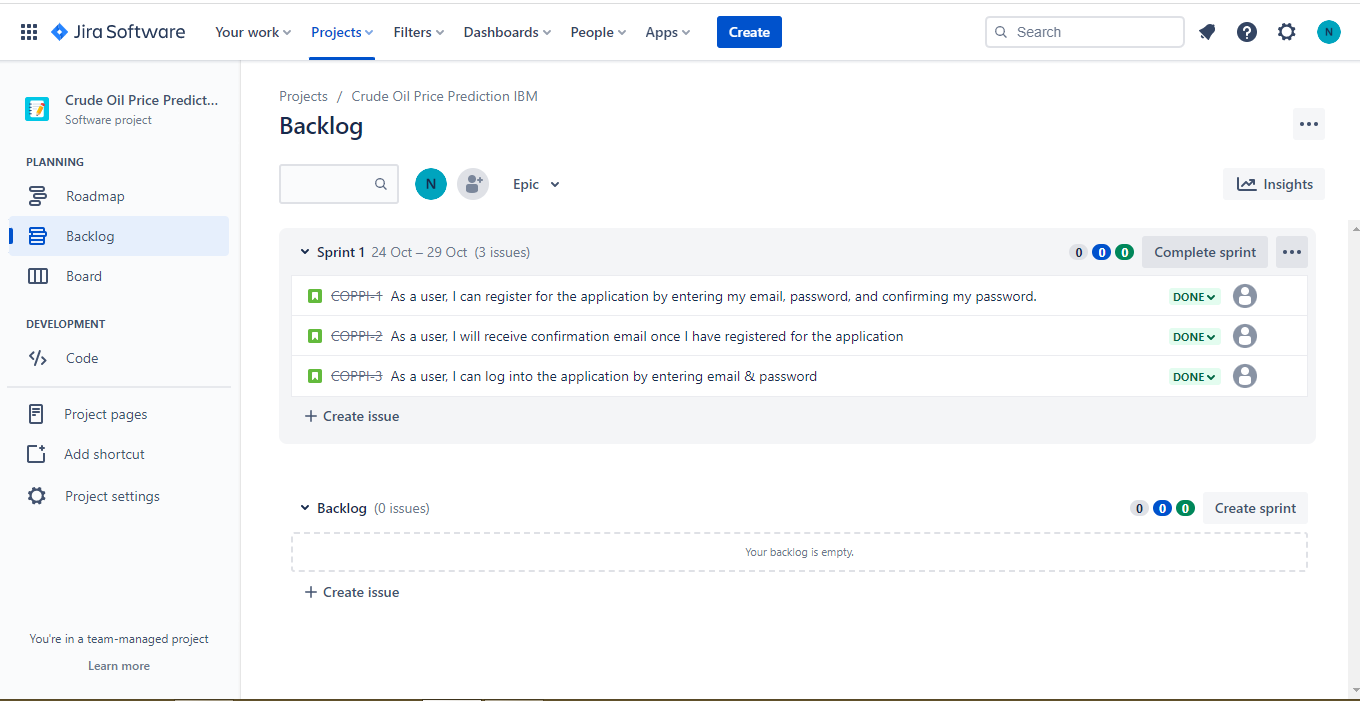 Jira Software Your work Projects Filters Dashboards People Apps Create Search N
Crude Oil Price Predict...
Software project
PLANNING
Roadmap
Backlog
Board
DEVELOPMENT
Code
Project pages
Add shortcut
Project settings
You're in a team-managed project
Learn more
Projects / Crude Oil Price Prediction IBM
Backlog
N Epic Insights
Sprint 1 24 Oct – 29 Oct (3 issues) 0 0 0 Complete sprint
COPPI-1 As a user, I can register for the application by entering my email, password, and confirming my password. DONE
COPPI-2 As a user, I will receive confirmation email once I have registered for the application DONE
COPPI-3 As a user, I can log into the application by entering email & password DONE
+ Create issue
Backlog (0 issues) 0 0 0 Create sprint
Your backlog is empty.
+ Create issue